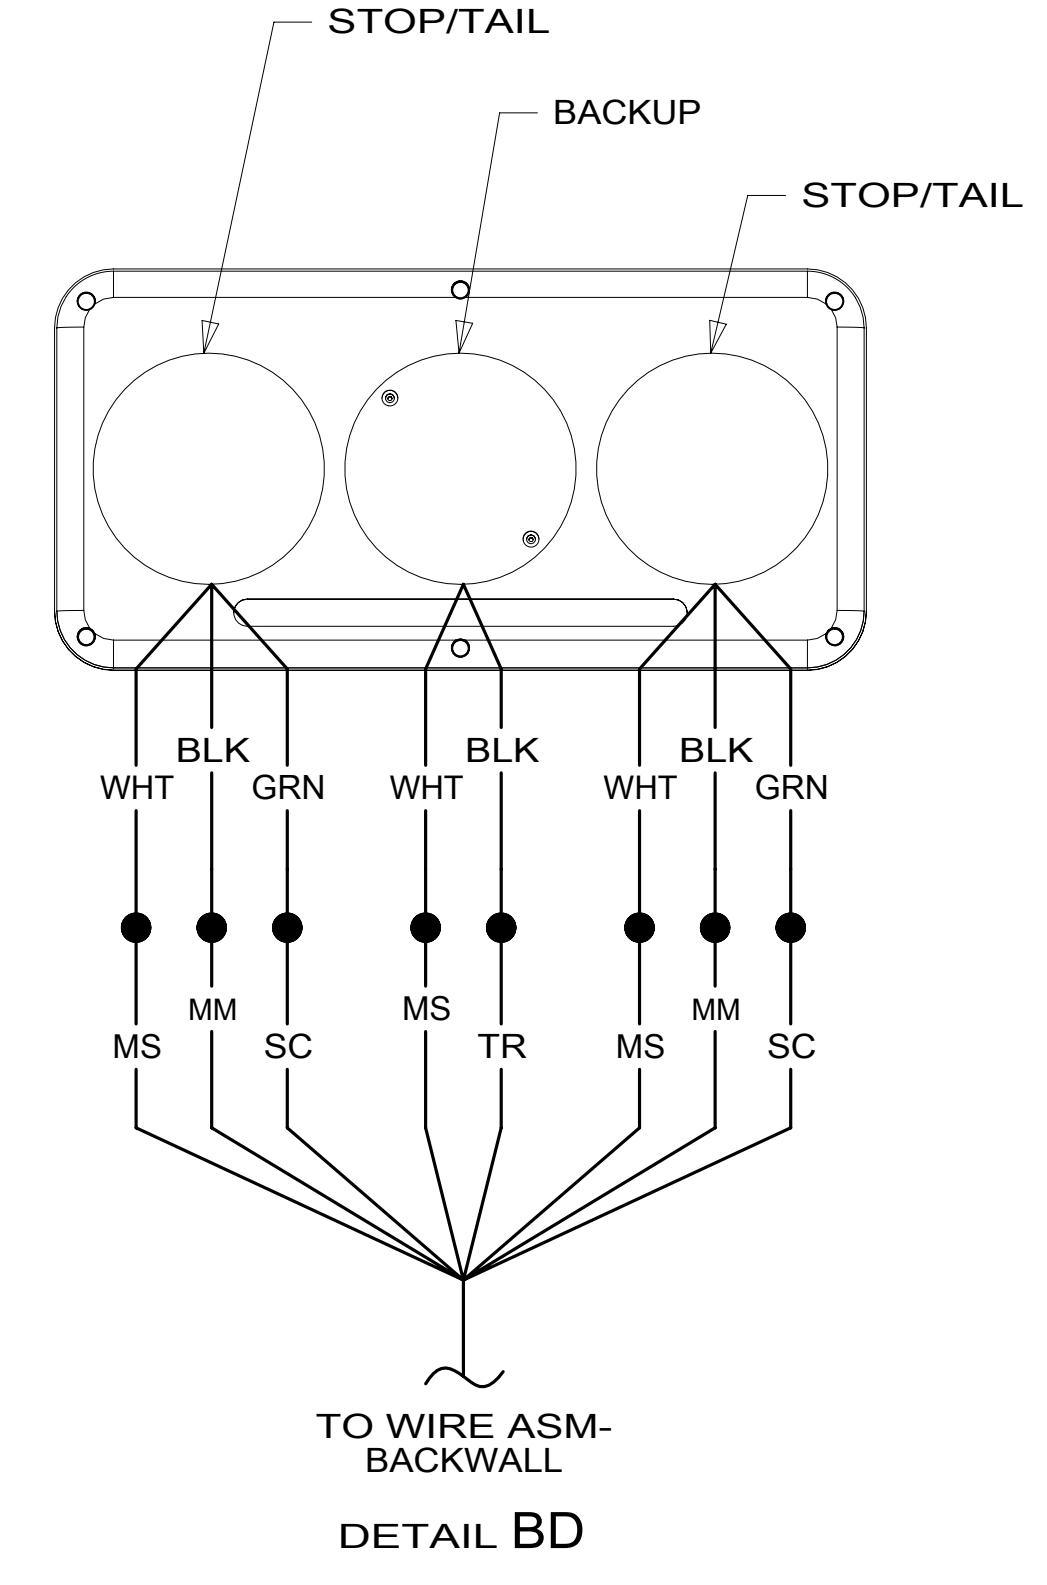 STOP/TAIL
BACKUP
STOP/TAIL
BLK BLK BLK
WHT GRN WHT WHT GRN
MM MS MM
MS SC TR MS SC
TO WIRE ASM-
BACKWALL
DETAIL BD